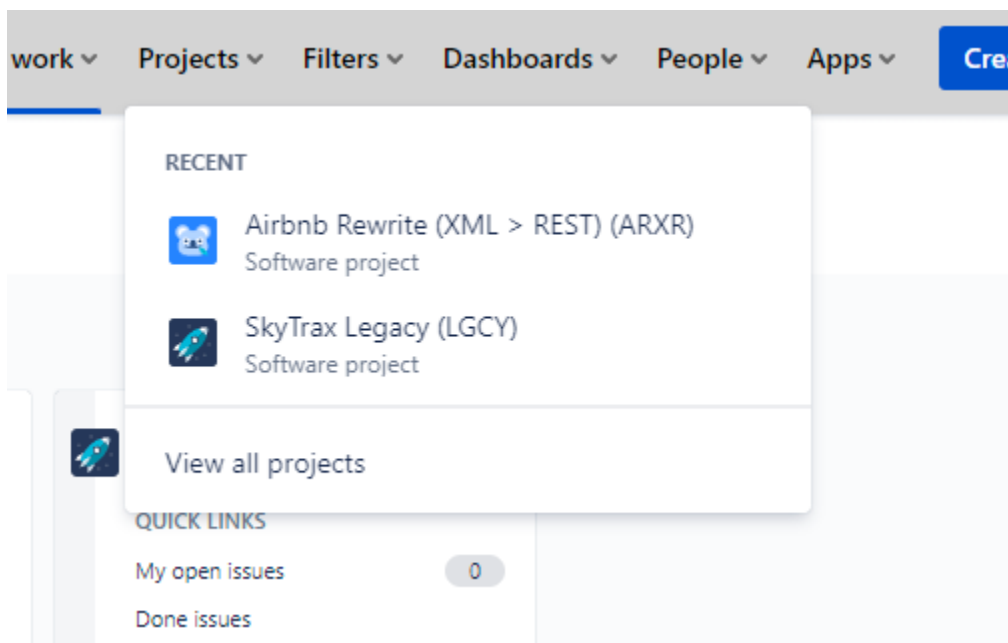 work Projects Filters Dashboards People Apps
RECENT
Airbnb Rewrite (XML > REST) (ARXR)
Software project
SkyTrax Legacy (LGCY)
Software project
View all projects
QUICK LINKS
My open issues 0
Done issues